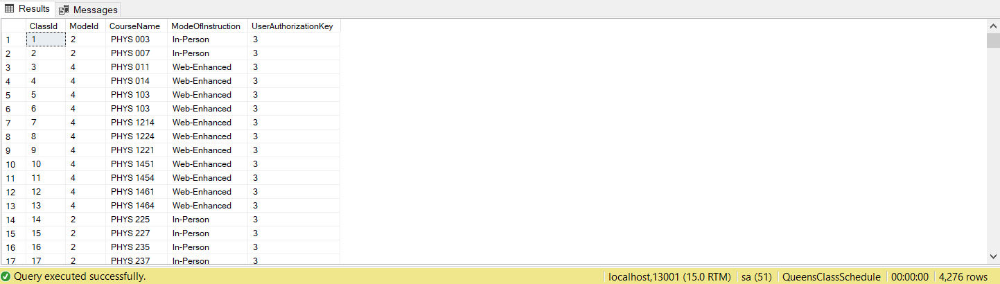 Results Messages
ClassId ModeId CourseName ModeOfInstruction UserAuthorizationKey
1 1 2 PHYS 003 In-Person 3
2 2 2 PHYS 007 In-Person 3
3 3 4 PHYS 011 Web-Enhanced 3
4 4 4 PHYS 014 Web-Enhanced 3
5 5 4 PHYS 103 Web-Enhanced 3
6 6 4 PHYS 103 Web-Enhanced 3
7 7 4 PHYS 1214 Web-Enhanced 3
8 8 4 PHYS 1224 Web-Enhanced 3
9 9 4 PHYS 1221 Web-Enhanced 3
10 10 4 PHYS 1451 Web-Enhanced 3
11 11 4 PHYS 1454 Web-Enhanced 3
12 12 4 PHYS 1461 Web-Enhanced 3
13 13 4 PHYS 1464 Web-Enhanced 3
14 14 2 PHYS 225 In-Person 3
15 15 2 PHYS 227 In-Person 3
16 16 2 PHYS 235 In-Person 3
17 17 2 PHYS 237 In-Person 3
Query executed successfully. localhost,13001 (15.0 RTM) sa (51) QueensClassSchedule 00:00:00 4,276 rows